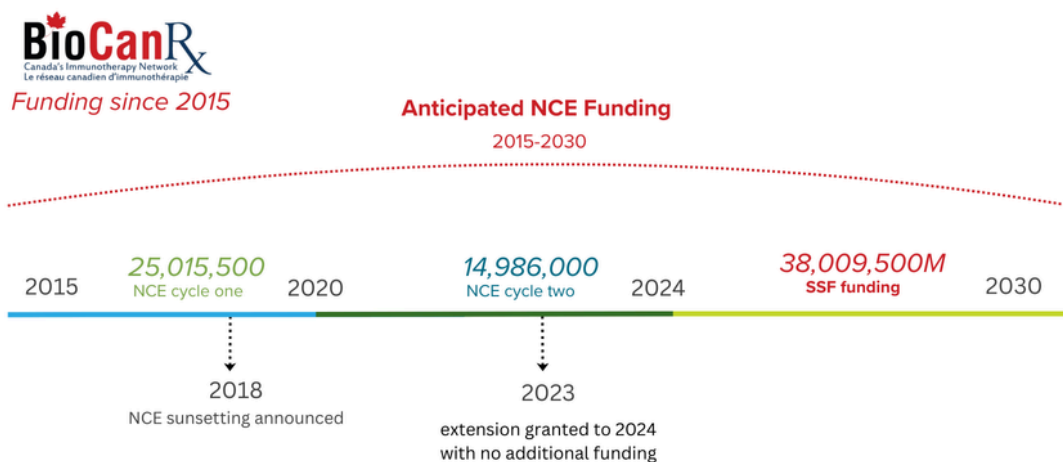 BioCanRx
Canada's Immunotherapy Network
Le réseau canadien d'immunothérapie
Funding since 2015
Anticipated NCE Funding
2015-2030
2015
25,015,500
NCE cycle one
2020
14,986,000
NCE cycle two
2024
38,009,500M
SSF funding
2030
2018
NCE sunsetting announced
2023
extension granted to 2024
with no additional funding